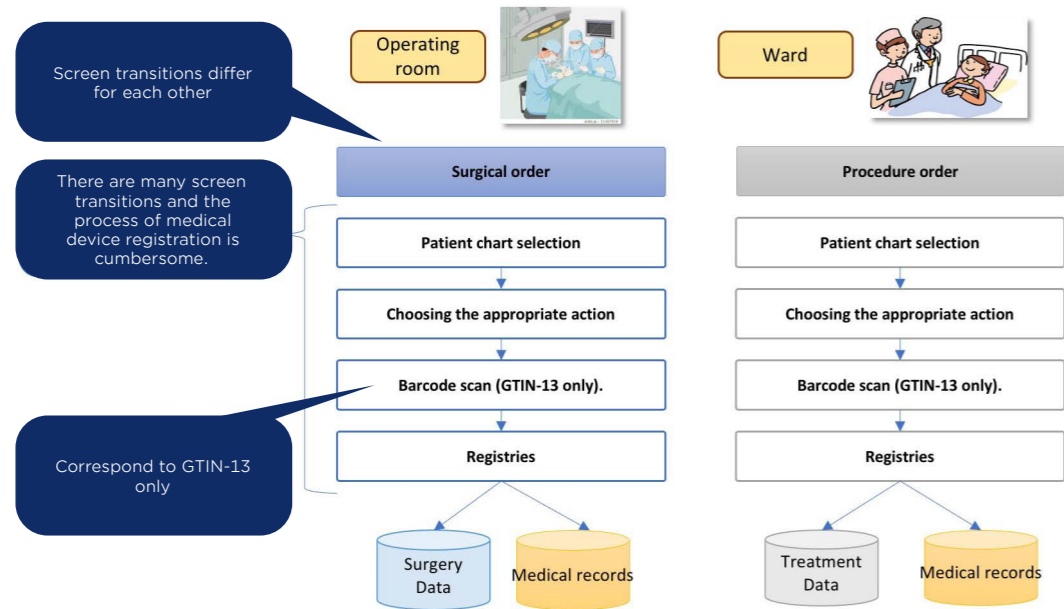 Screen transitions differ
for each other
There are many screen
transitions and the
process of medical
device registration is
cumbersome.
Correspond to GTIN-13
only
Operating
room
Surgical order
Patient chart selection
Choosing the appropriate action
Barcode scan (GTIN-13 only).
Registries
Surgery
Data
Medical records
Ward
Procedure order
Patient chart selection
Choosing the appropriate action
Barcode scan (GTIN-13 only).
Registries
Treatment
Data
Medical records